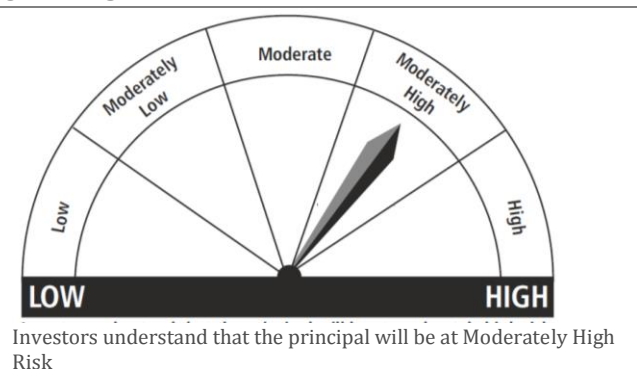 Moderate
Moderately
Low
Moderately
High
Low
High
LOW
HIGH
Investors understand that the principal will be at Moderately High
Risk